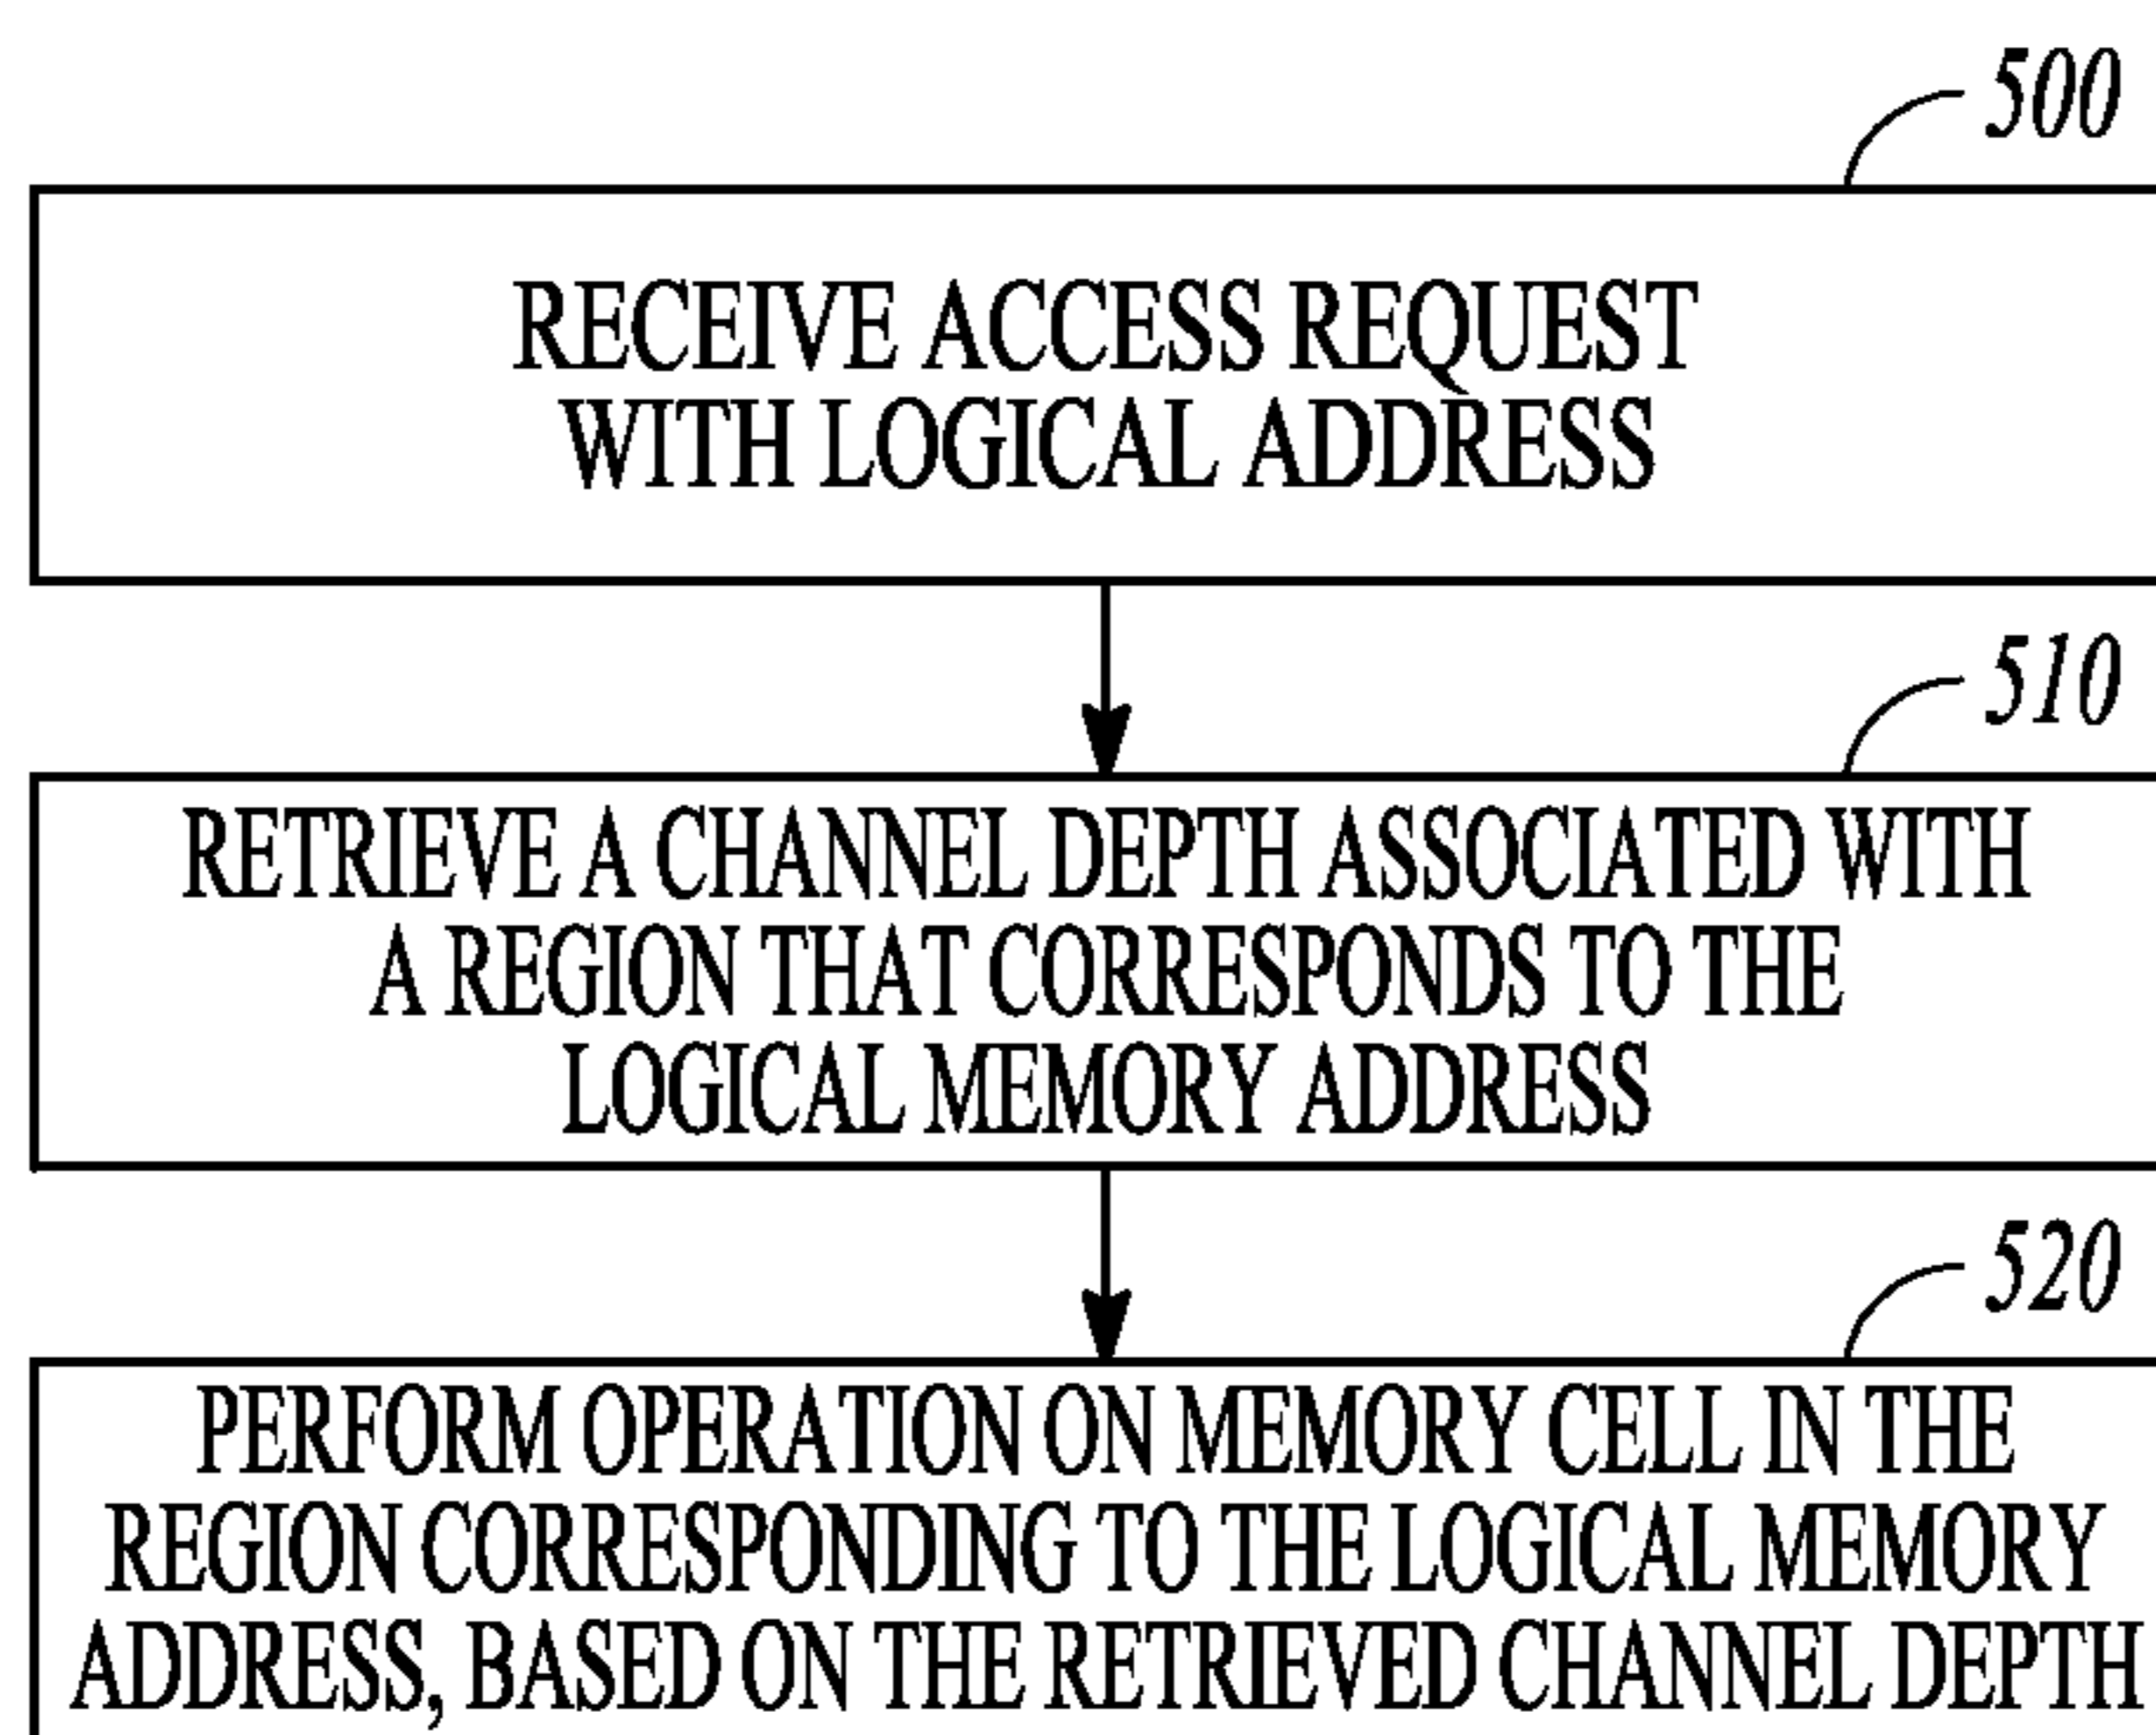 500
RECEIVE ACCESS REQUEST
WITH LOGICAL ADDRESS
510
RETRIEVE A CHANNEL DEPTH ASSOCIATED WITH
A REGION THAT CORRESPONDS TO THE
LOGICAL MEMORY ADDRESS
520
PERFORM OPERATION ON MEMORY CELL IN THE
REGION CORRESPONDING TO THE LOGICAL MEMORY
ADDRESS, BASED ON THE RETRIEVED CHANNEL DEPTH